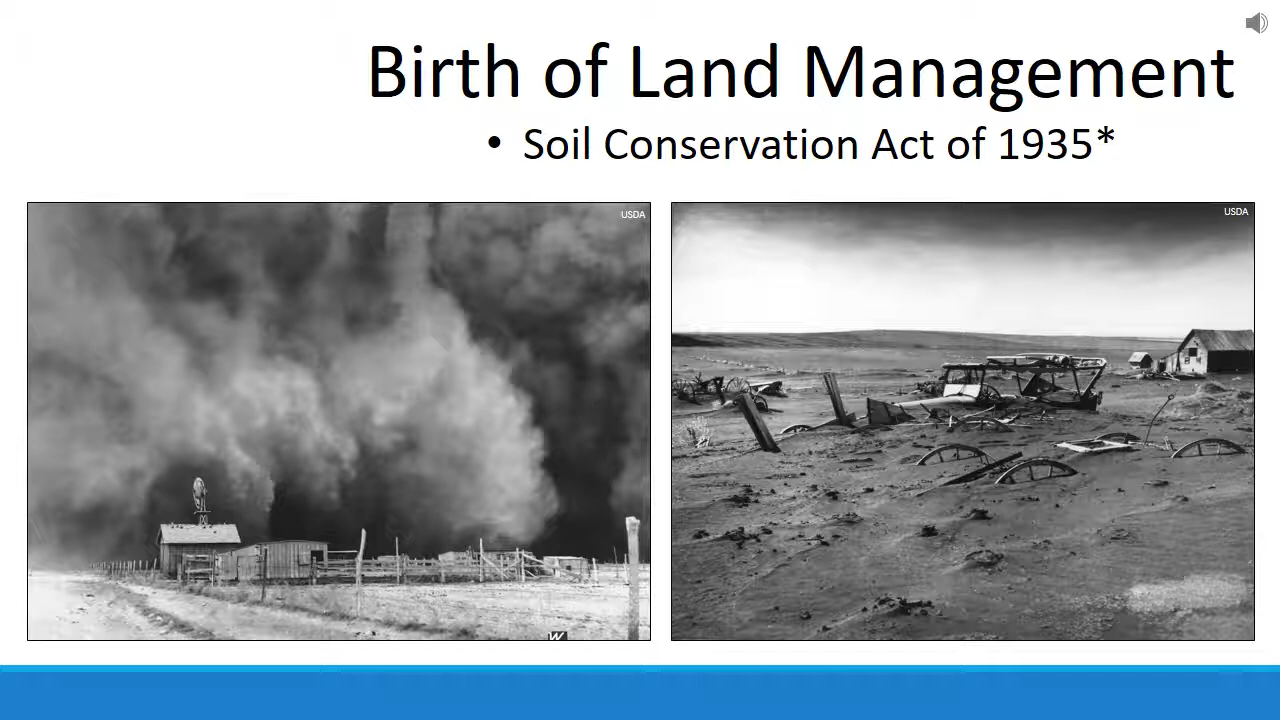 Birth of Land Management
• Soil Conservation Act of 1935*
USDA
USDA
W